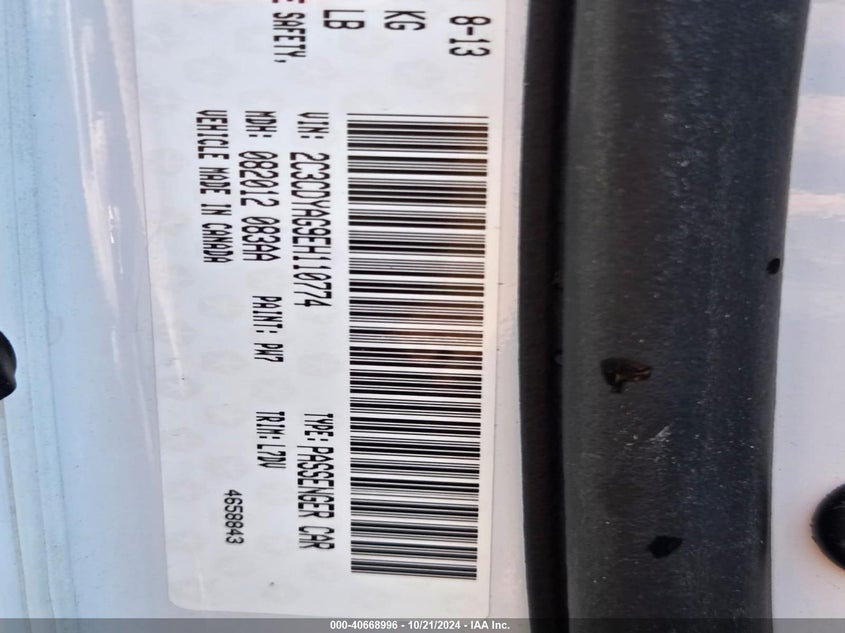 8-13
KG
LB
E SAFETY,
VIN: 2C3CDYAG9EH110774
TYPE: PASSENGER CAR
MDH: 082012 083AA PAINT: PW7 TRIM: L7DV
VEHICLE MADE IN CANADA
4658843
000-40668996 - 10/21/2024 - IAA Inc.